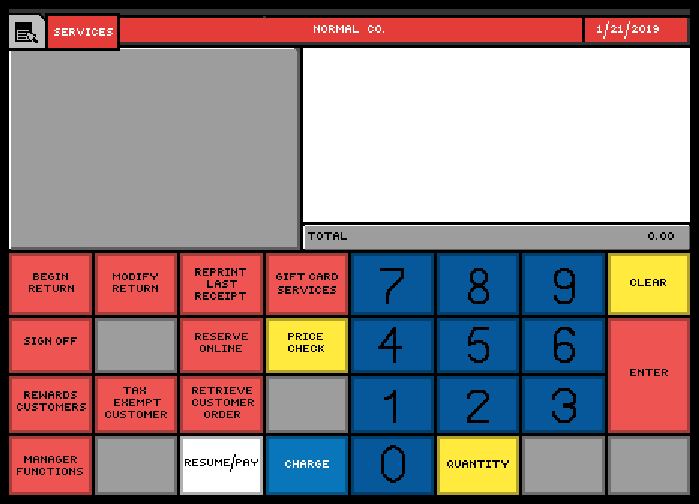 SERVICES
NORMAL CO.
1/21/2019
TOTAL
0.00
BEGIN
RETURN
MODIFY
RETURN
REPRINT
LAST
RECEIPT
GIFT CARD
SERVICES
7
8
9
CLEAR
SIGN OFF
RESERVE
ONLINE
PRICE
CHECK
4
5
6
ENTER
REWARDS
CUSTOMERS
TAX
EXEMPT
CUSTOMER
RETRIEVE
CUSTOMER
ORDER
1
2
3
MANAGER
FUNCTIONS
RESUME/PAY
CHARGE
0
QUANTITY